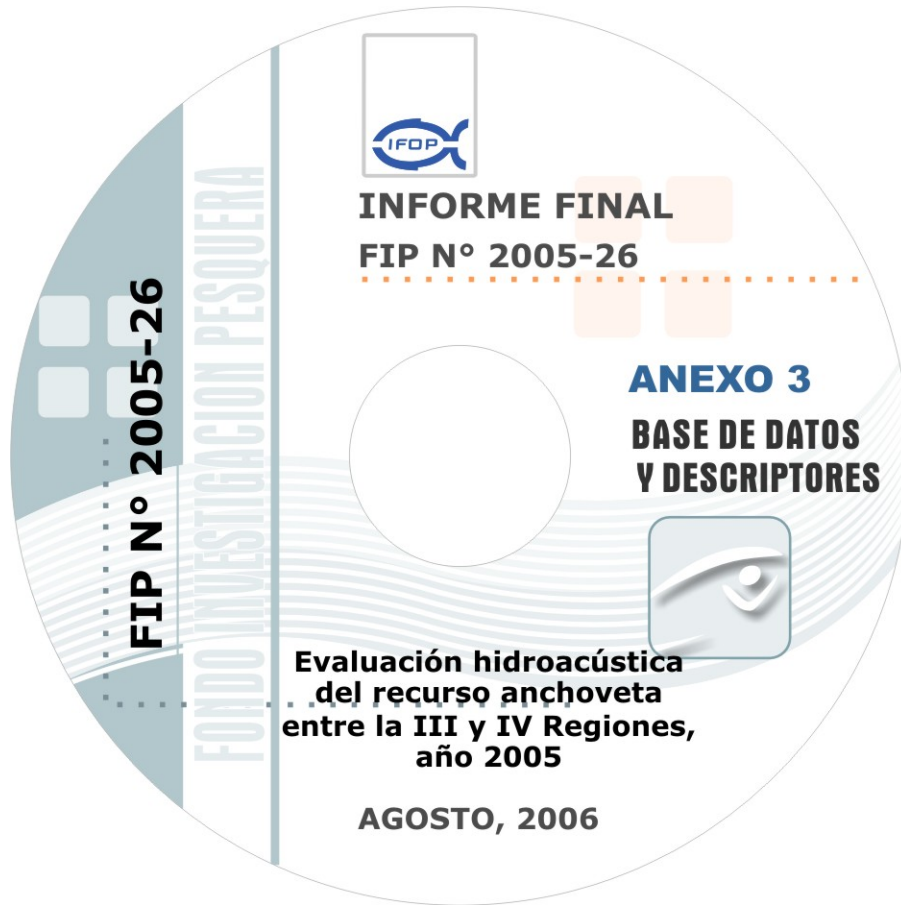 IFOP
INFORME FINAL
FIP N° 2005-26
FIP N° 2005-26
FONDO INVESTIGACION PESQUERA
ANEXO 3
BASE DE DATOS
Y DESCRIPTORES
Evaluación hidroacústica
del recurso anchoveta
entre la III y IV Regiones,
año 2005
AGOSTO, 2006